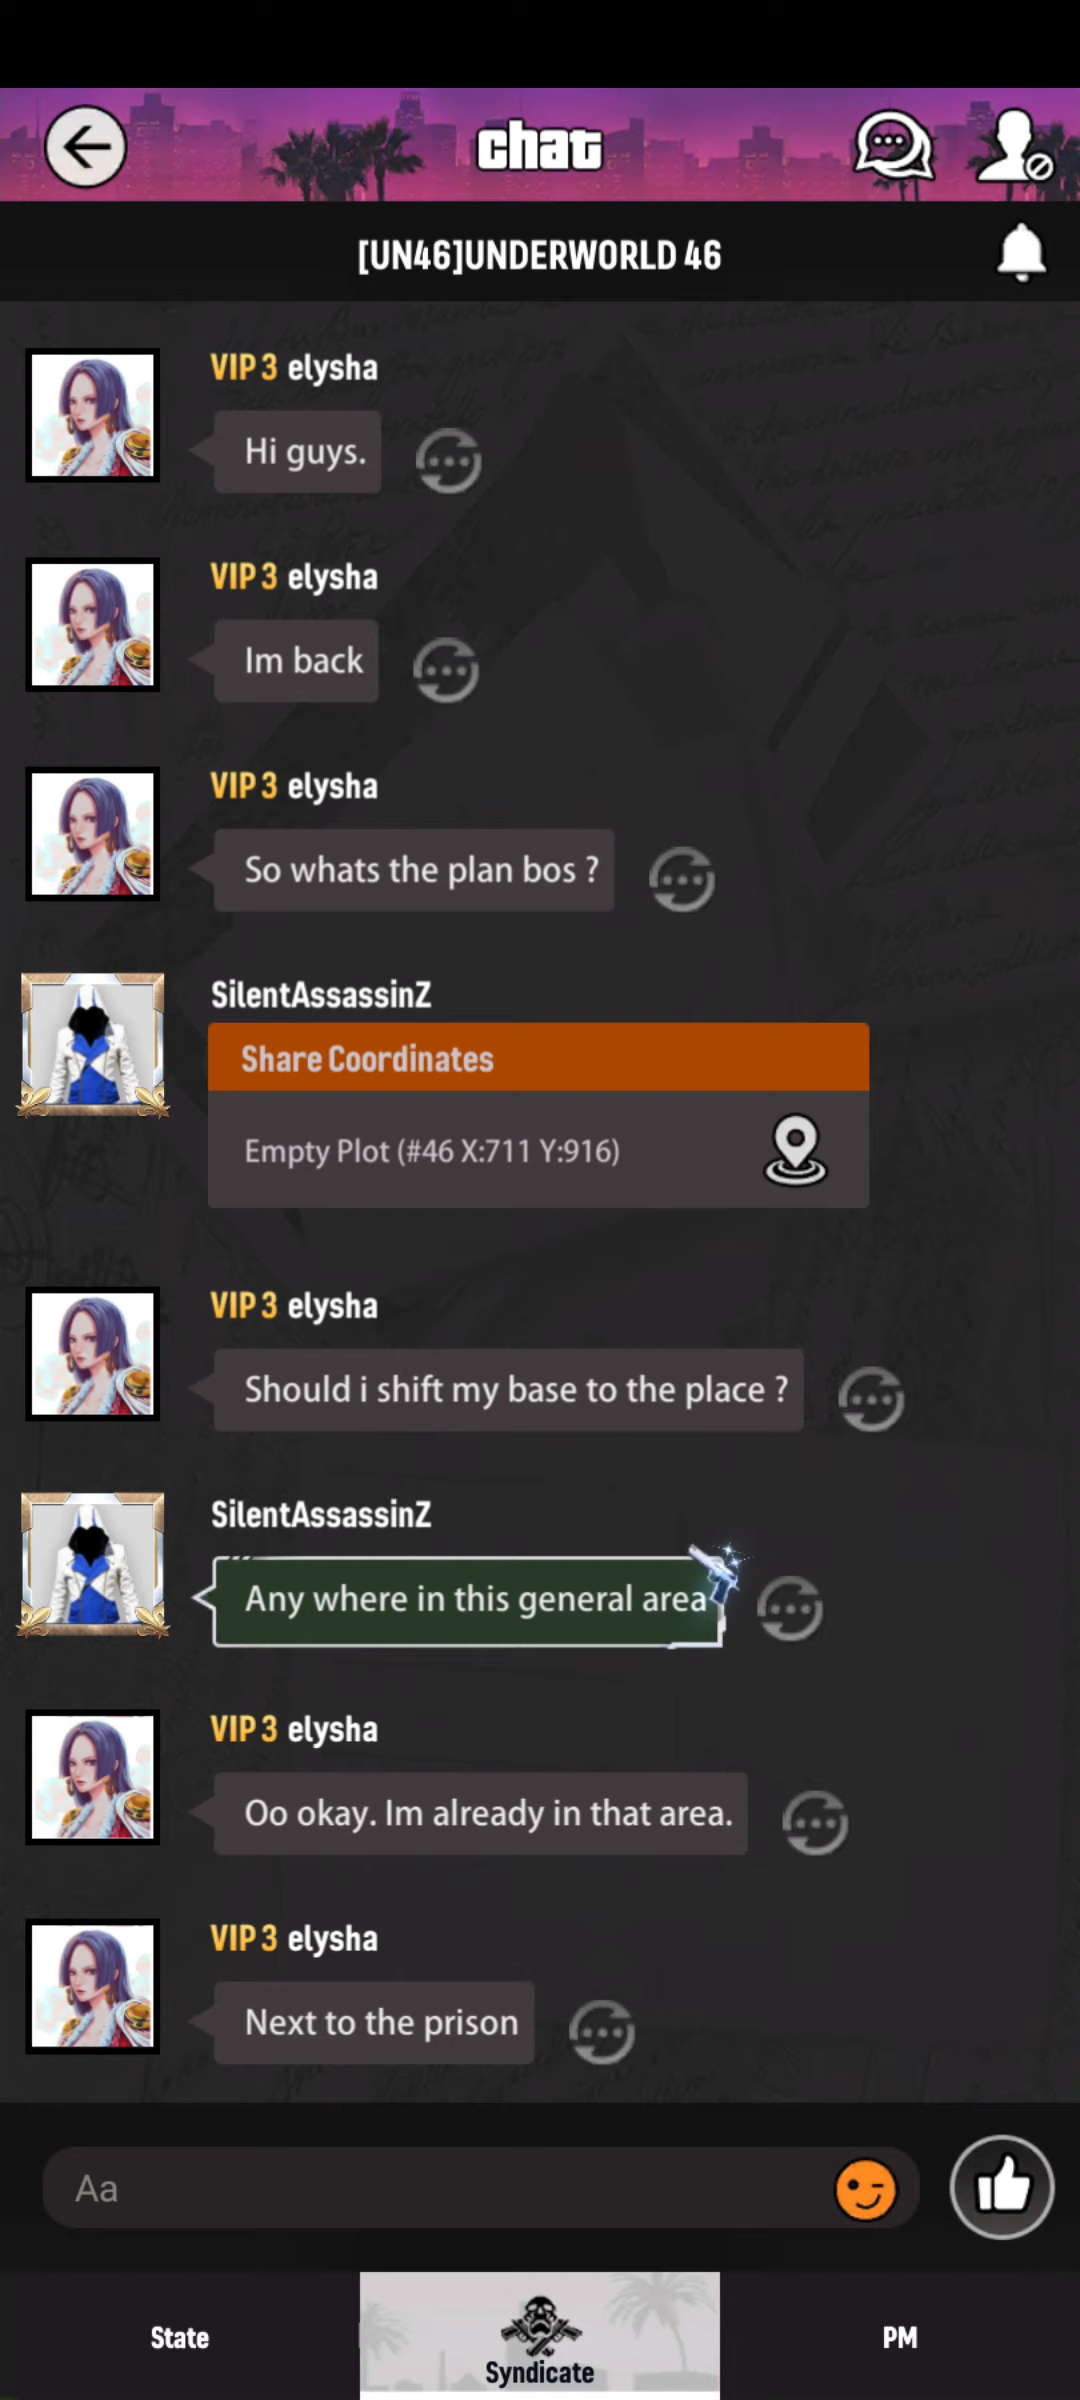 chat
[UN46]UNDERWORLD 46
VIP 3 elysha
Hi guys.
VIP 3 elysha
Im back
VIP 3 elysha
So whats the plan bos ?
SilentAssassinZ
Share Coordinates
Empty Plot (#46 X:711 Y:916)
VIP 3 elysha
Should i shift my base to the place ?
SilentAssassinZ
Any where in this general area
VIP 3 elysha
Oo okay. Im already in that area.
VIP 3 elysha
Next to the prison
Aa
State
Syndicate
PM